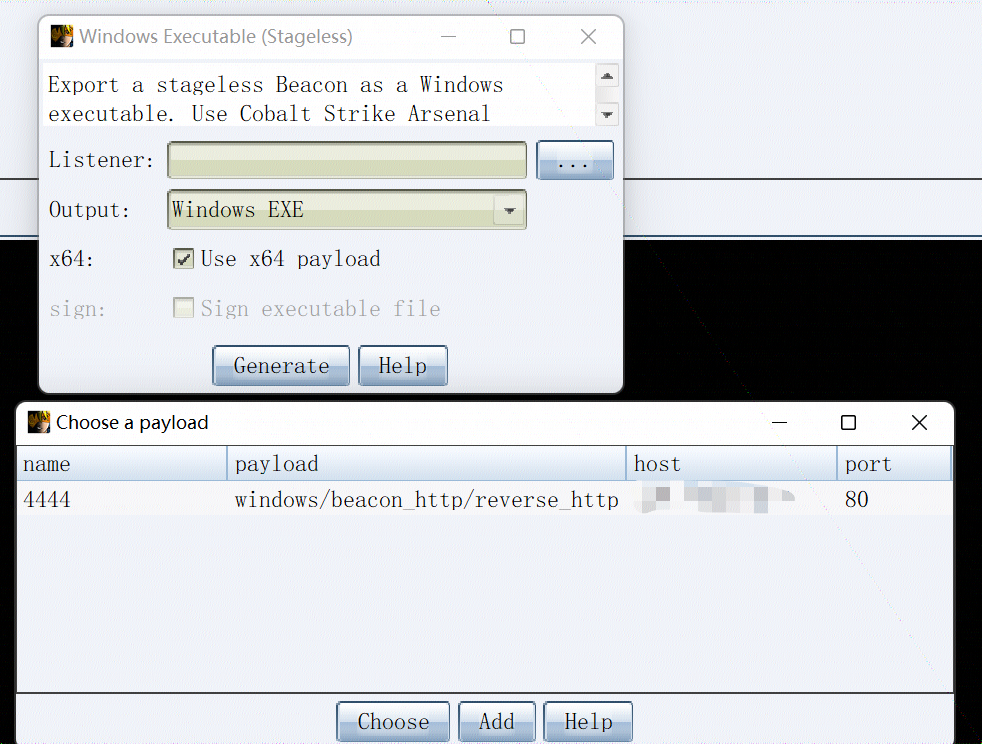 Windows Executable (Stageless)
Export a stageless Beacon as a Windows
executable. Use Cobalt Strike Arsenal
Listener: ...
Output: Windows EXE
x64: Use x64 payload
sign: Sign executable file
Generate Help
Choose a payload
name payload host port
4444 windows/beacon_http/reverse_http 80
Choose Add Help